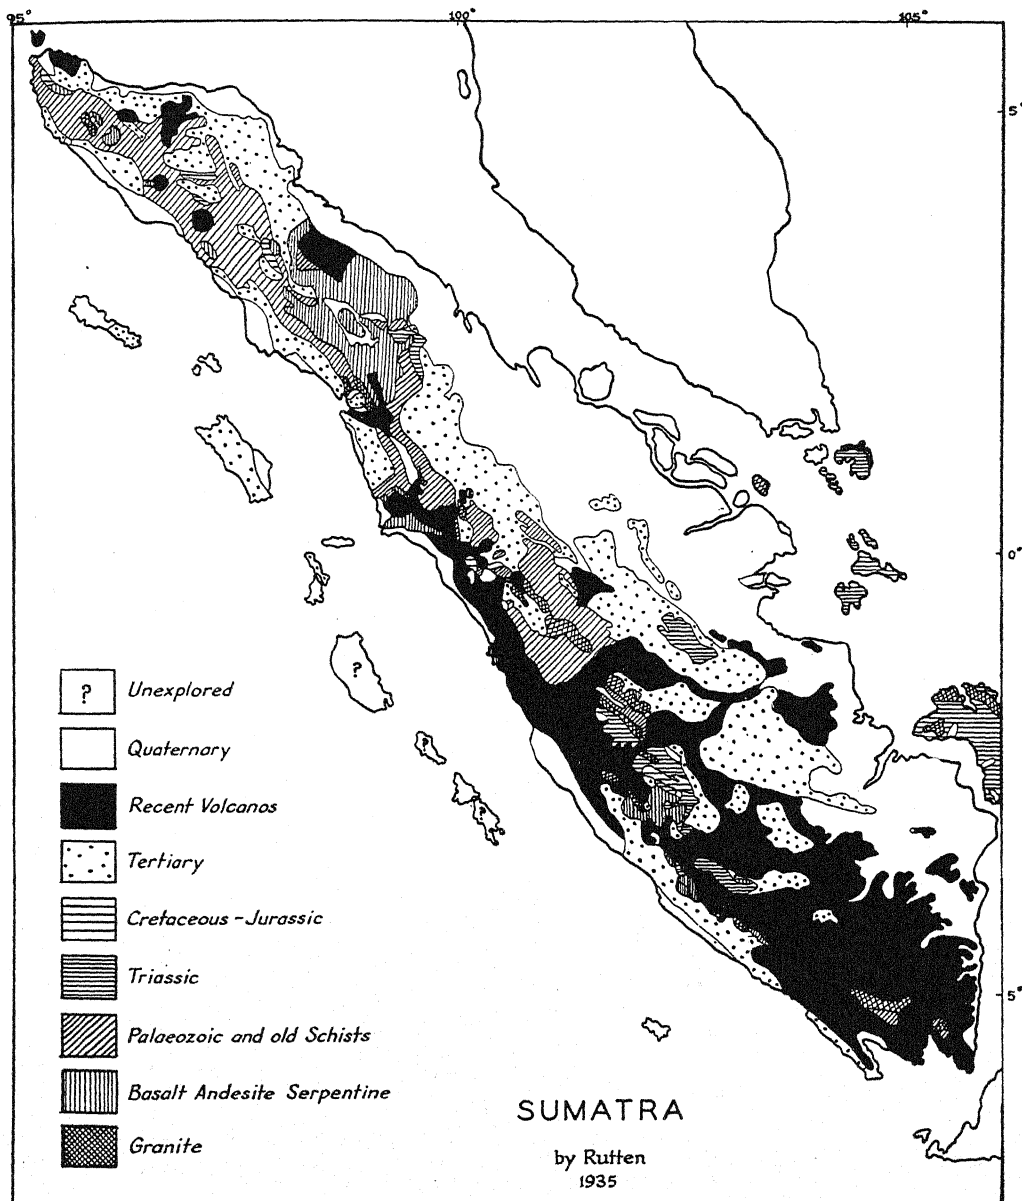 95°
100°
105°
5°
0°
5°
?
?
?
? Unexplored
Quaternary
Recent Volcanos
Tertiary
Cretaceous-Jurassic
Triassic
Palaeozoic and old Schists
Basalt Andesite Serpentine
Granite
SUMATRA
by Rutten
1935